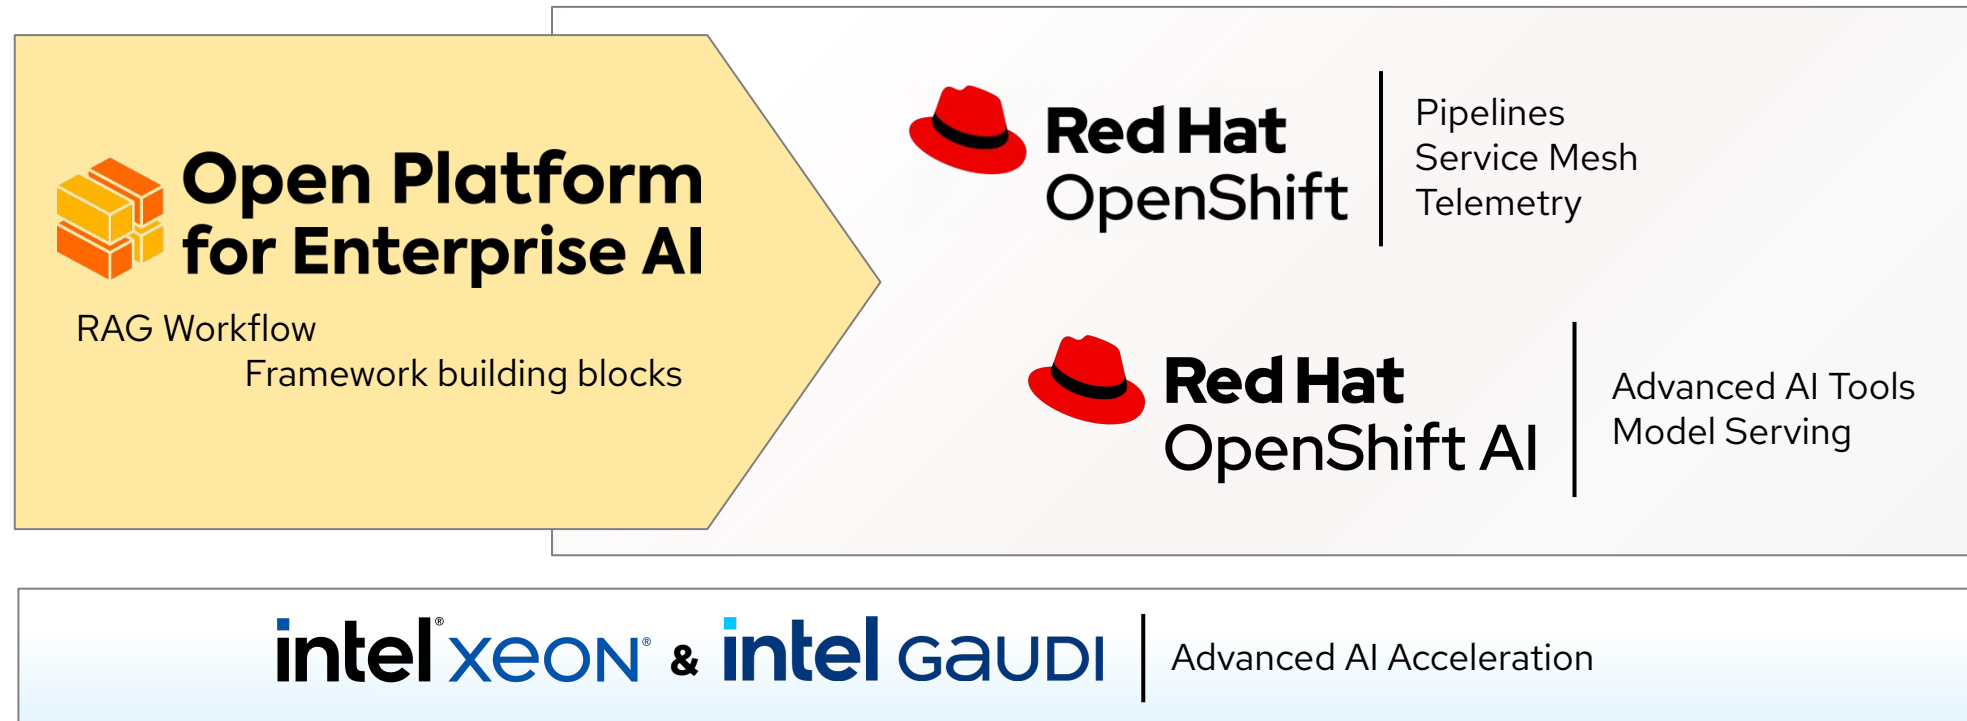 Open Platform
for Enterprise AI
RAG Workflow
Framework building blocks
Red Hat
OpenShift
Pipelines
Service Mesh
Telemetry
Red Hat
OpenShift AI
Advanced AI Tools
Model Serving
intel® xeon® & intel GAUDI
Advanced AI Acceleration